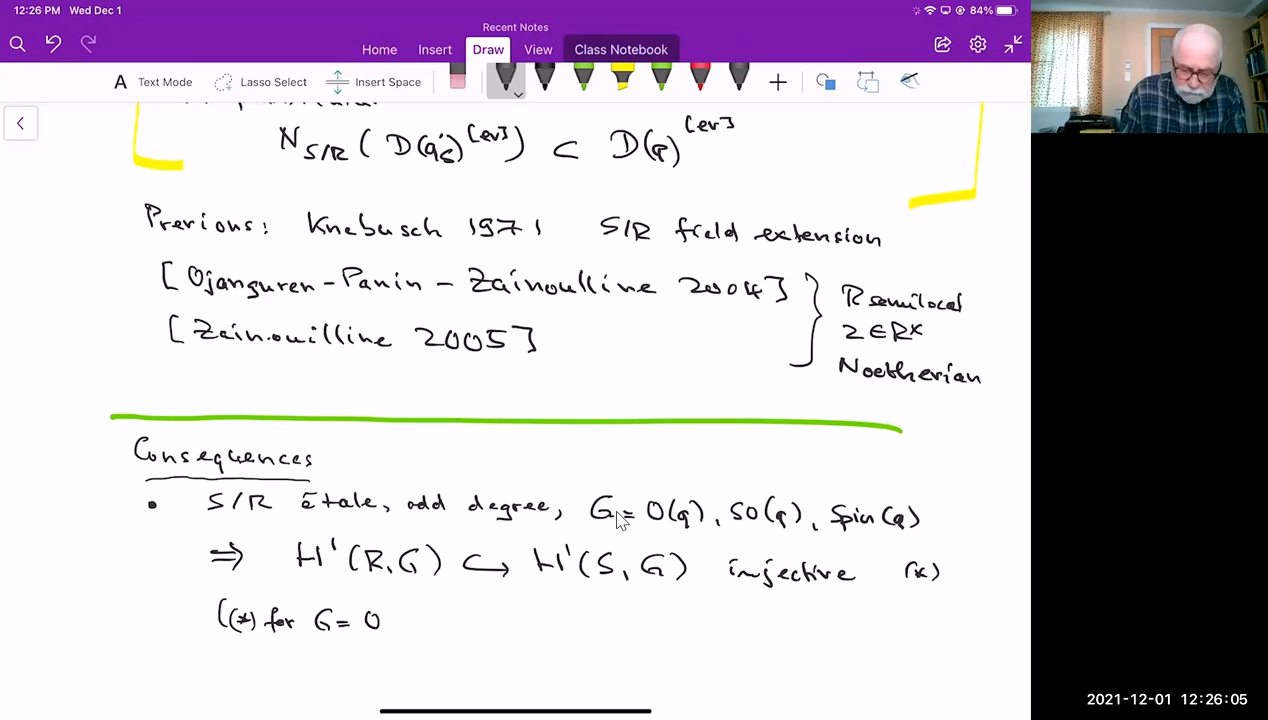 12:26 PM Wed Dec 1
84%
Recent Notes
Home Insert Draw View Class Notebook
Text Mode Lasso Select Insert Space
N_{S/R} ( D(q_S)^{[ev]} ) ⊂ D(q)^{[ev]}
Previous: Knebusch 1971 S/R field extension
[Ojanguren-Panin-Zainoulline 2004]
R semilocal
[Zainouilline 2005]
2∈R^×
Noetherian
Consequences
• S/R étale, odd degree, G = O(q), SO(q), Spin(q)
⇒ H^1(R,G) ↪ H^1(S,G) injective (*)
((*) for G = O
2021-12-01 12:26:05